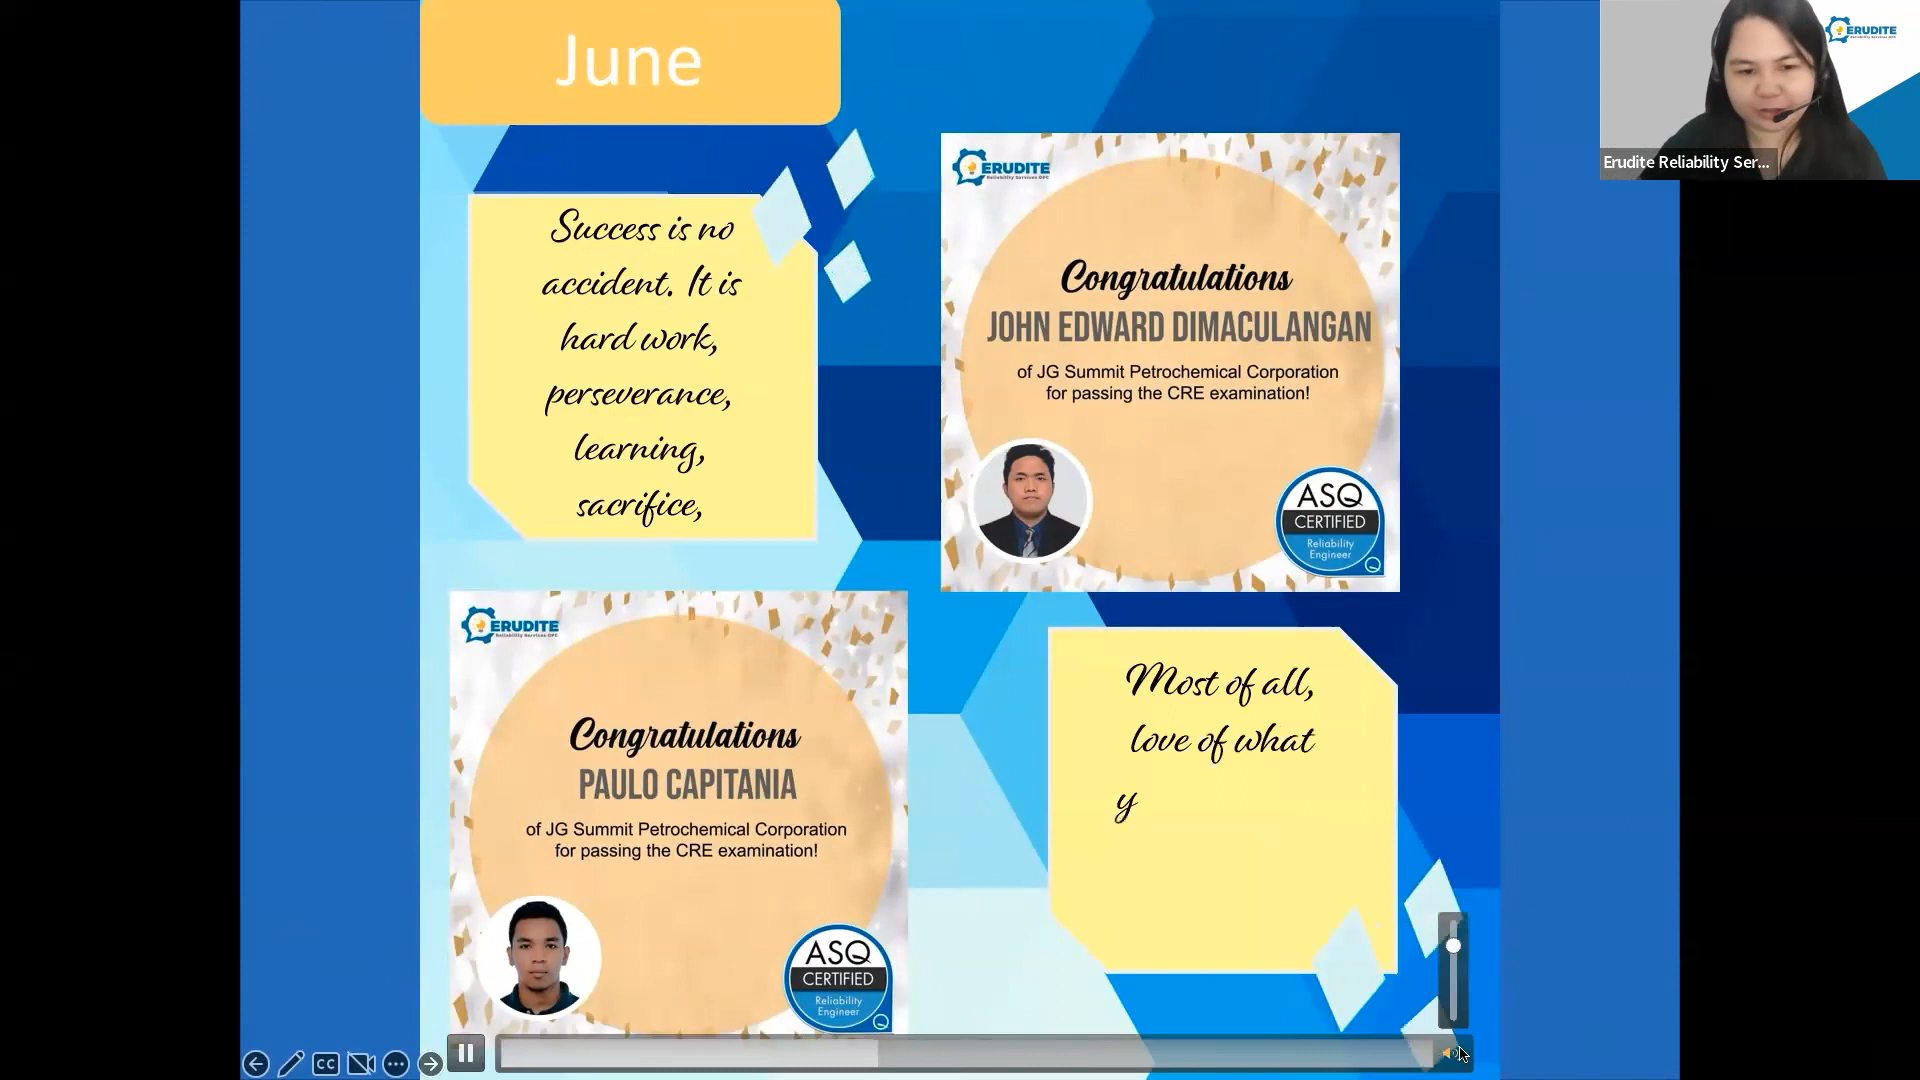 June
ERUDITE
Erudite Reliability Ser...
Success is no
accident. It is
hard work,
perseverance,
learning,
sacrifice,
ERUDITE
Reliability Services OPC
Congratulations
JOHN EDWARD DIMACULANGAN
of JG Summit Petrochemical Corporation
for passing the CRE examination!
ASQ
CERTIFIED
Reliability
Engineer
ERUDITE
Reliability Services OPC
Congratulations
PAULO CAPITANIA
of JG Summit Petrochemical Corporation
for passing the CRE examination!
ASQ
CERTIFIED
Reliability
Engineer
Most of all,
love of what
y
CC